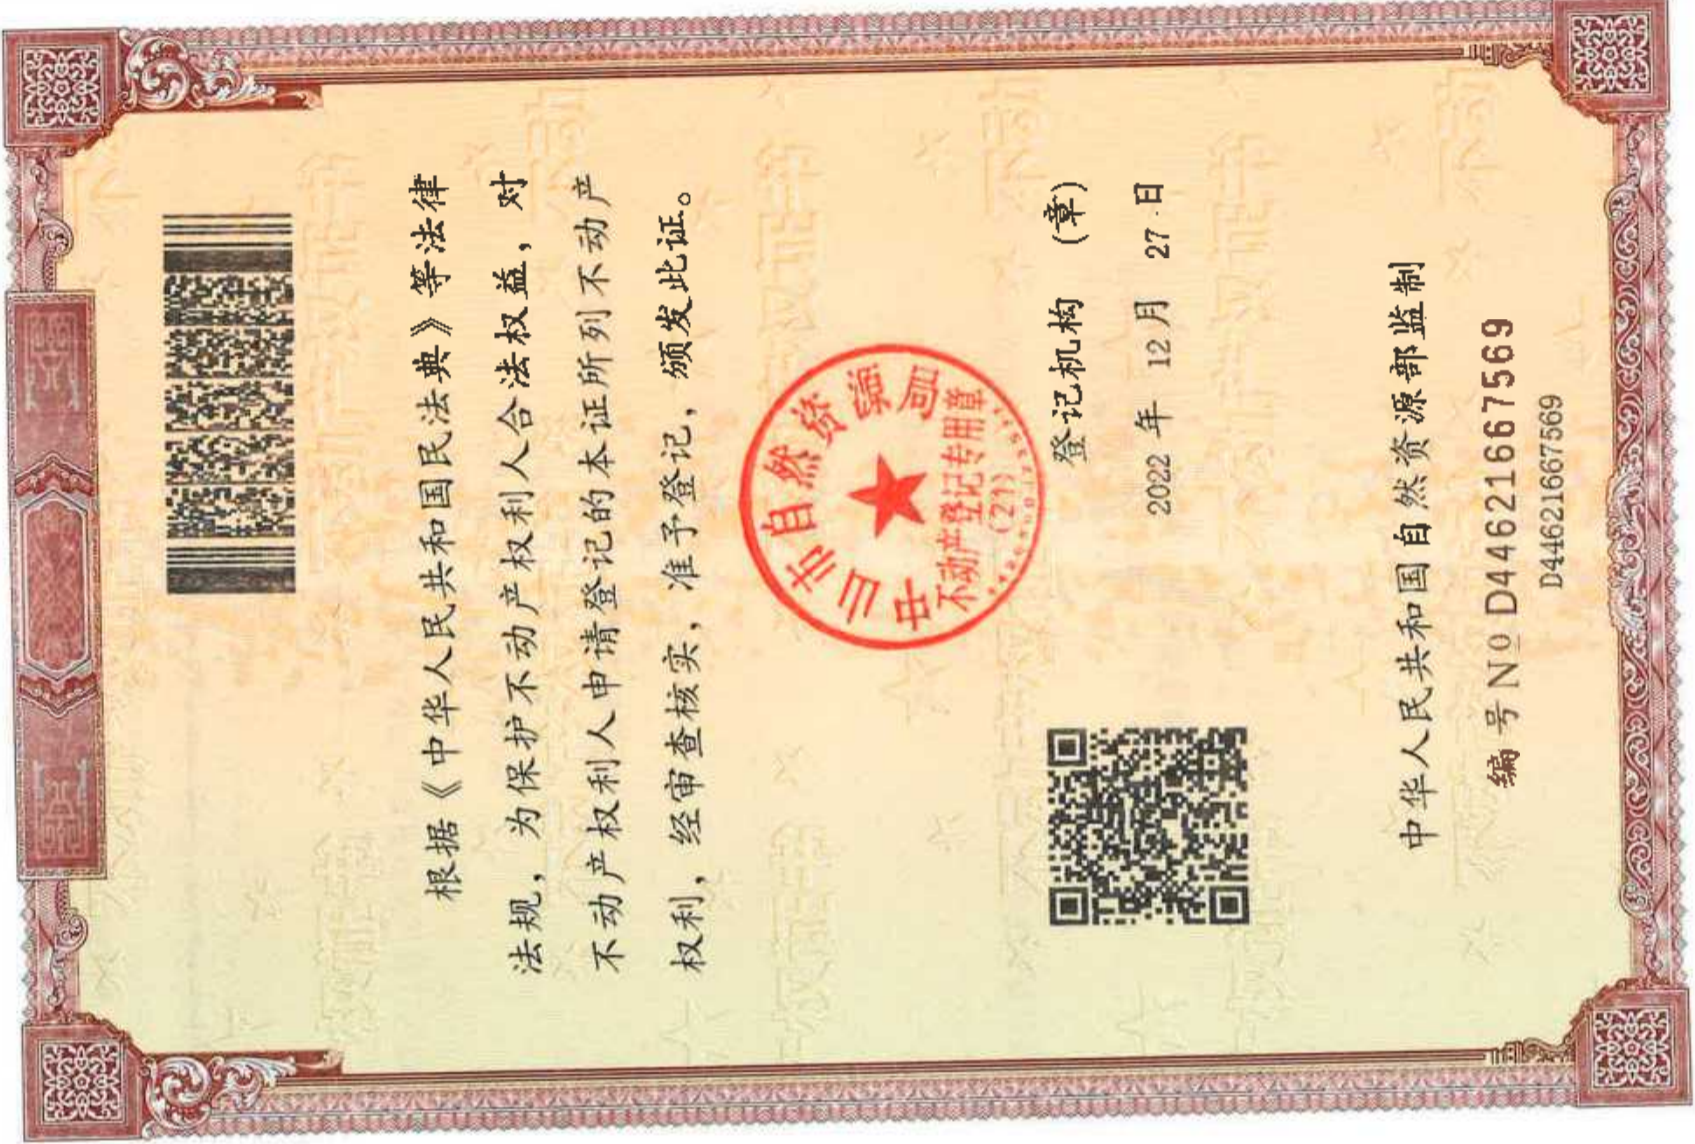 根据《中华人民共和国民法典》等法律
法规，为保护不动产权利人合法权益，对
不动产权利人申请登记的本证所列不动产
权利，经审查核实，准予登记，颁发此证。
中山市自然资源局
不动产登记专用章
(21)
登记机构 (章)
2022 年 12 月 27 日
中华人民共和国自然资源部监制
编号 № D44621667569
D44621667569